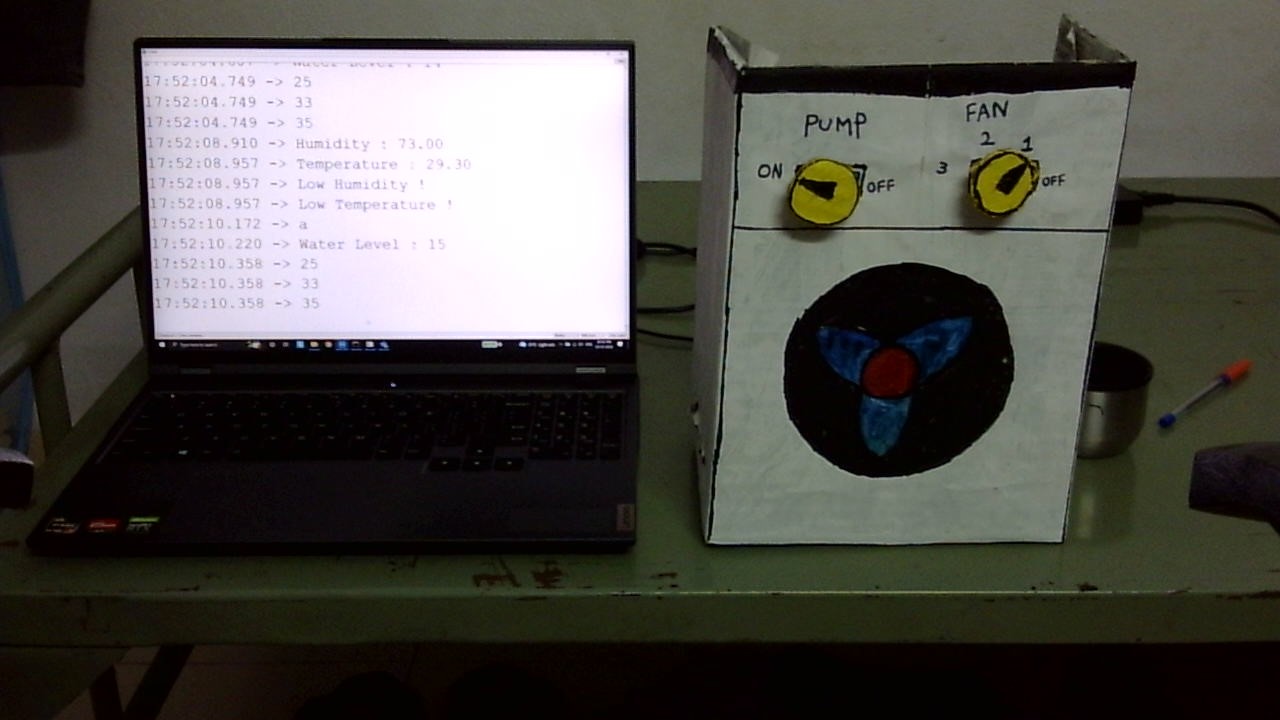 17:52:04.749 -> 25
17:52:04.749 -> 33
17:52:04.749 -> 35
17:52:08.910 -> Humidity : 73.00
17:52:08.957 -> Temperature : 29.30
17:52:08.957 -> Low Humidity !
17:52:08.957 -> Low Temperature !
17:52:10.172 -> a
17:52:10.220 -> Water Level : 15
17:52:10.358 -> 25
17:52:10.358 -> 33
17:52:10.358 -> 35
PUMP
ON
OFF
FAN
3
2
1
OFF